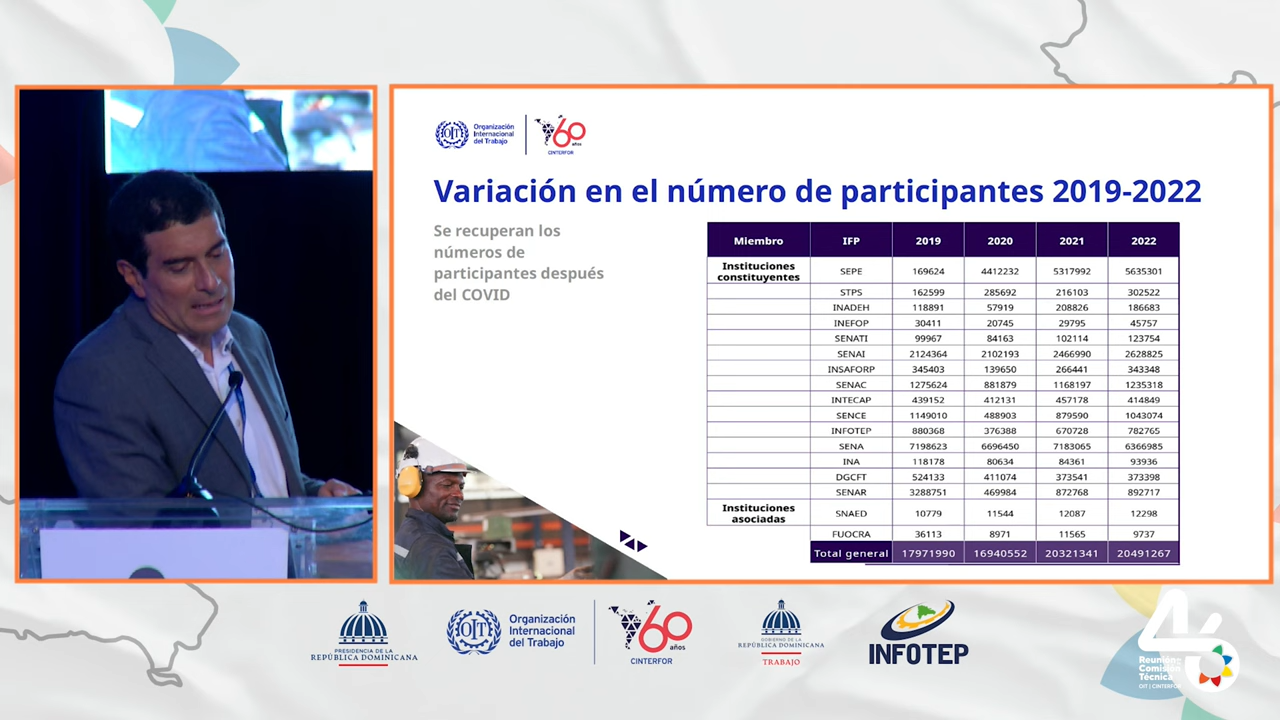 OIT
Organización
Internacional
del Trabajo
60
años
CINTERFOR
Variación en el número de participantes 2019-2022
Se recuperan los
números de
participantes después
del COVID
Miembro IFP 2019 2020 2021 2022
Instituciones
constituyentes
SEPE 169624 4412232 5317992 5635301
STPS 162599 285692 216103 302522
INADEH 118891 57919 208826 186683
INEFOP 30411 20745 29795 45757
SENATI 99967 84163 102114 123754
SENAI 2124364 2102193 2466990 2628825
INSAFORP 345403 139650 266441 343348
SENAC 1275624 881879 1168197 1235318
INTECAP 439152 412131 457178 414849
SENCE 1149010 488903 879590 1043074
INFOTEP 880368 376388 670728 782765
SENA 7198623 6696450 7183065 6366985
INA 118178 80634 84361 93936
DGCFT 524133 411074 373541 373398
SENAR 3288751 469984 872768 892717
Instituciones
asociadas
SNAED 10779 11544 12087 12298
FUOCRA 36113 8971 11565 9737
Total general 17971990 16940552 20321341 20491267
PRESIDENCIA DE LA
REPÚBLICA DOMINICANA
OIT
Organización
Internacional
del Trabajo
60
años
CINTERFOR
GOBIERNO DE LA
REPÚBLICA DOMINICANA
TRABAJO
INFOTEP
46
Reunión
Comisión
Técnica
OIT | CINTERFOR